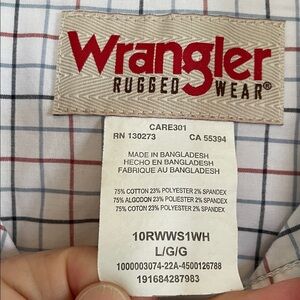 Wrangler
RUGGED WEAR®
CARE301
RN 130273 CA 55394
MADE IN BANGLADESH
HECHO EN BANGLADESH
FABRIQUE AU BANGLADESH
75% COTTON 23% POLYESTER 2% SPANDEX
75% ALGODON 23% POLYESTER 2% SPANDEX
75% COTON 23% POLYESTER 2% SPANDEX
10RWWS1WH
L/G/G
1000003074-22A-4500126788
191684287983